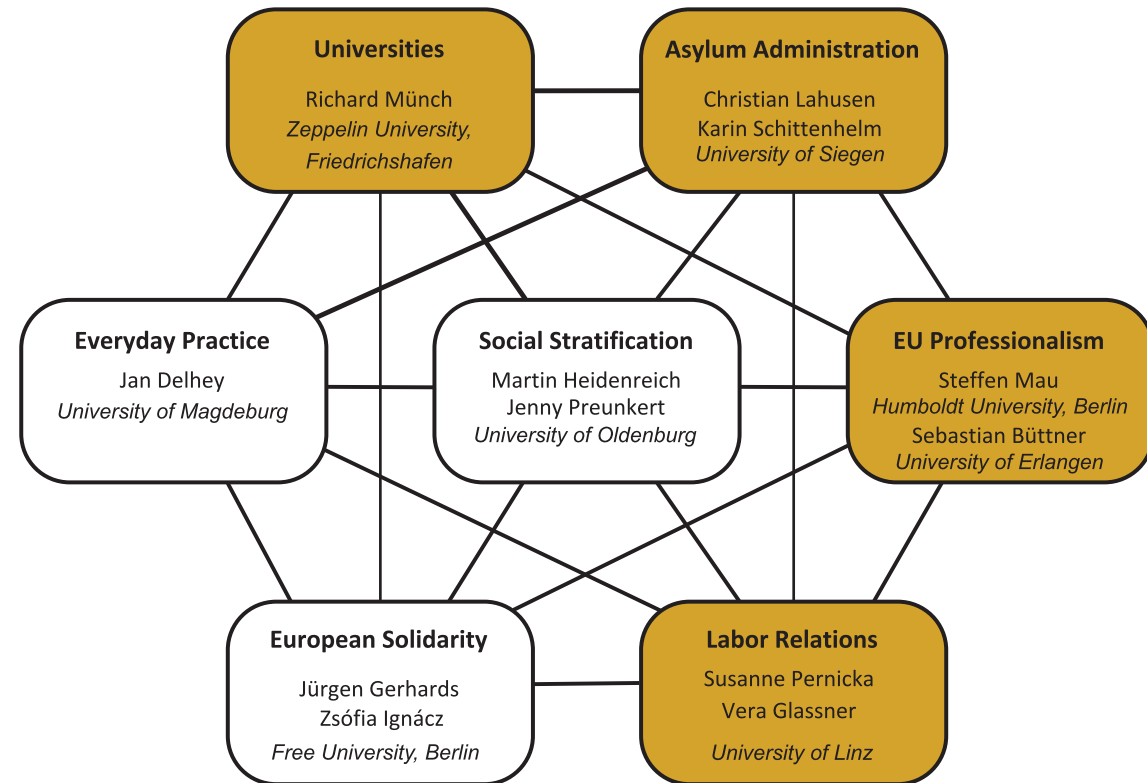 Universities
Richard Münch
Zeppelin University,
Friedrichshafen
Asylum Administration
Christian Lahusen
Karin Schittenhelm
University of Siegen
Everyday Practice
Jan Delhey
University of Magdeburg
Social Stratification
Martin Heidenreich
Jenny Preunkert
University of Oldenburg
EU Professionalism
Steffen Mau
Humboldt University, Berlin
Sebastian Büttner
University of Erlangen
European Solidarity
Jürgen Gerhards
Zsófia Ignácz
Free University, Berlin
Labor Relations
Susanne Pernicka
Vera Glassner
University of Linz